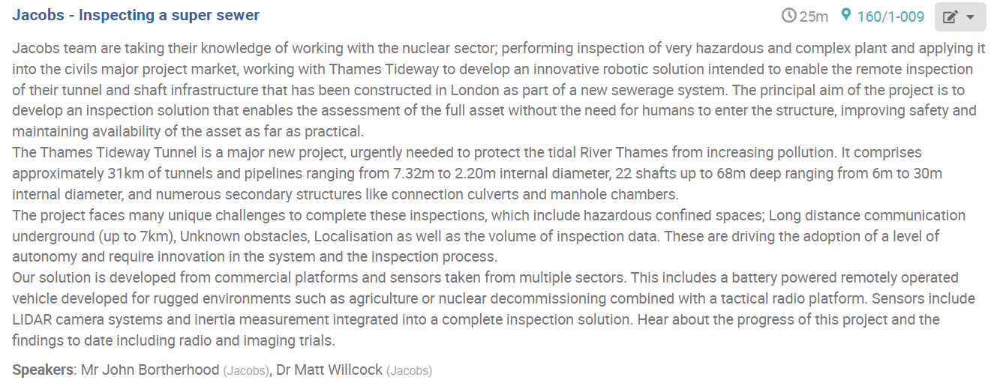 Jacobs - Inspecting a super sewer 25m 160/1-009
Jacobs team are taking their knowledge of working with the nuclear sector; performing inspection of very hazardous and complex plant and applying it
into the civils major project market, working with Thames Tideway to develop an innovative robotic solution intended to enable the remote inspection
of their tunnel and shaft infrastructure that has been constructed in London as part of a new sewerage system. The principal aim of the project is to
develop an inspection solution that enables the assessment of the full asset without the need for humans to enter the structure, improving safety and
maintaining availability of the asset as far as practical.
The Thames Tideway Tunnel is a major new project, urgently needed to protect the tidal River Thames from increasing pollution. It comprises
approximately 31km of tunnels and pipelines ranging from 7.32m to 2.20m internal diameter, 22 shafts up to 68m deep ranging from 6m to 30m
internal diameter, and numerous secondary structures like connection culverts and manhole chambers.
The project faces many unique challenges to complete these inspections, which include hazardous confined spaces; Long distance communication
underground (up to 7km), Unknown obstacles, Localisation as well as the volume of inspection data. These are driving the adoption of a level of
autonomy and require innovation in the system and the inspection process.
Our solution is developed from commercial platforms and sensors taken from multiple sectors. This includes a battery powered remotely operated
vehicle developed for rugged environments such as agriculture or nuclear decommissioning combined with a tactical radio platform. Sensors include
LIDAR camera systems and inertia measurement integrated into a complete inspection solution. Hear about the progress of this project and the
findings to date including radio and imaging trials.
Speakers: Mr John Bortherhood (Jacobs), Dr Matt Willcock (Jacobs)